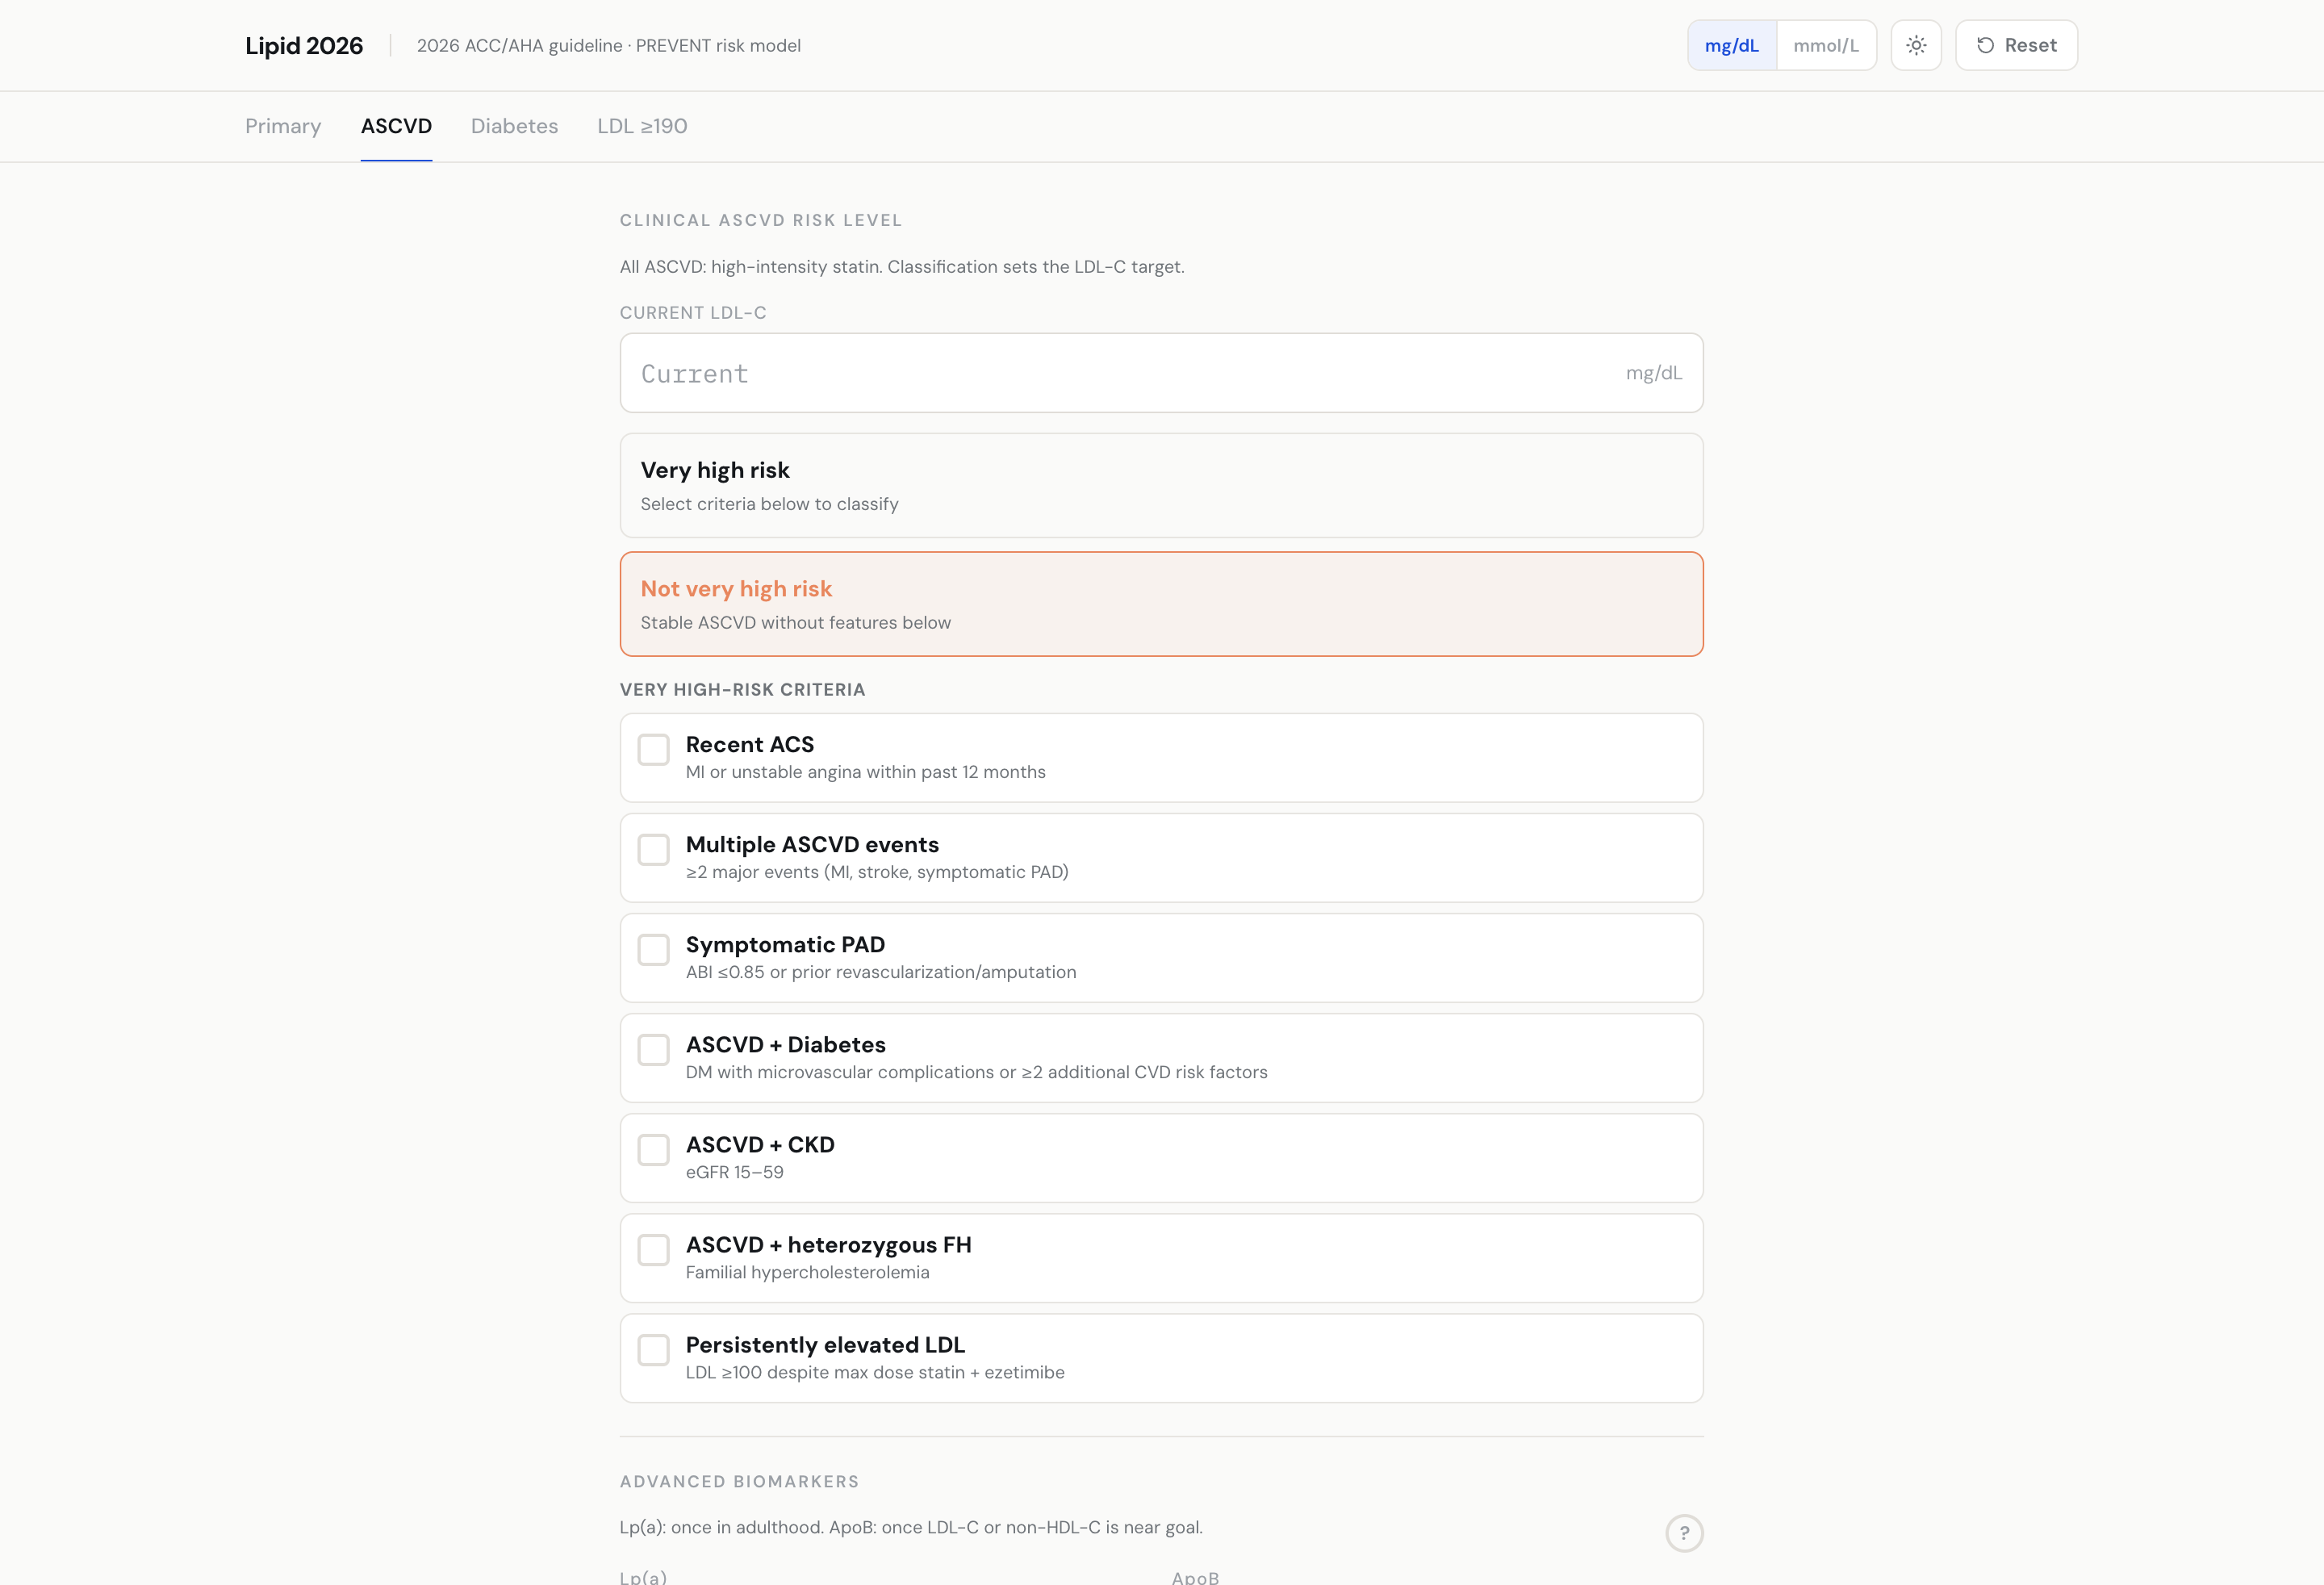 Lipid 2026
2026 ACC/AHA guideline · PREVENT risk model
mg/dL
mmol/L
Reset
Primary
ASCVD
Diabetes
LDL ≥190
CLINICAL ASCVD RISK LEVEL
All ASCVD: high-intensity statin. Classification sets the LDL-C target.
CURRENT LDL-C
Current
mg/dL
Very high risk
Select criteria below to classify
Not very high risk
Stable ASCVD without features below
VERY HIGH-RISK CRITERIA
Recent ACS
MI or unstable angina within past 12 months
Multiple ASCVD events
≥2 major events (MI, stroke, symptomatic PAD)
Symptomatic PAD
ABI ≤0.85 or prior revascularization/amputation
ASCVD + Diabetes
DM with microvascular complications or ≥2 additional CVD risk factors
ASCVD + CKD
eGFR 15–59
ASCVD + heterozygous FH
Familial hypercholesterolemia
Persistently elevated LDL
LDL ≥100 despite max dose statin + ezetimibe
ADVANCED BIOMARKERS
Lp(a): once in adulthood. ApoB: once LDL-C or non-HDL-C is near goal.
?
Lp(a)
ApoB